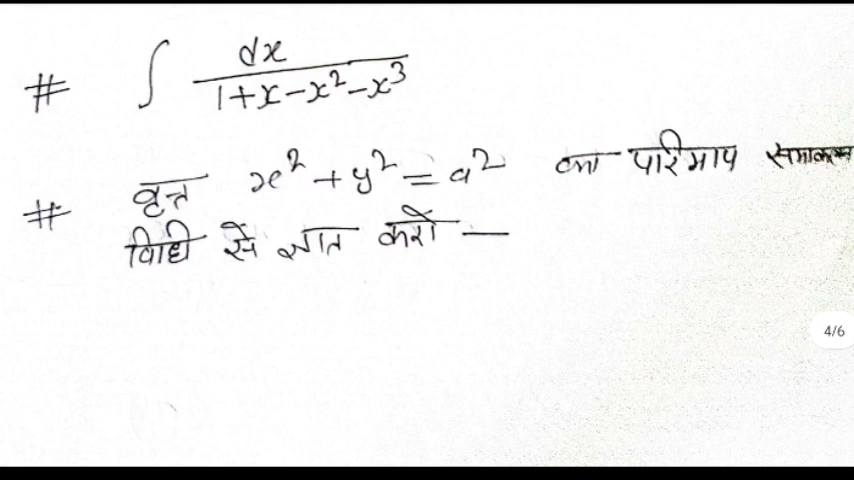 # ∫ dx / 1+x-x²-x³
# वृत्त x² + y² = a² का परिमाप समाकलन
विधि से ज्ञात करो —
4/6